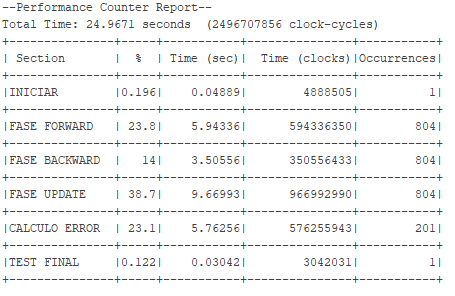 --Performance Counter Report--
Total Time: 24.9671 seconds  (2496707856 clock-cycles)
+---------------+-----+-----------+---------------+-----------+
| Section       |  %  | Time (sec)|  Time (clocks)|Occurrences|
+---------------+-----+-----------+---------------+-----------+
|INICIAR        |0.196|    0.04889|        4888505|          1|
+---------------+-----+-----------+---------------+-----------+
|FASE FORWARD   | 23.8|    5.94336|      594336350|        804|
+---------------+-----+-----------+---------------+-----------+
|FASE BACKWARD  |   14|    3.50556|      350556433|        804|
+---------------+-----+-----------+---------------+-----------+
|FASE UPDATE    | 38.7|    9.66993|      966992990|        804|
+---------------+-----+-----------+---------------+-----------+
|CALCULO ERROR  | 23.1|    5.76256|      576255943|        201|
+---------------+-----+-----------+---------------+-----------+
|TEST FINAL     |0.122|    0.03042|        3042031|          1|
+---------------+-----+-----------+---------------+-----------+